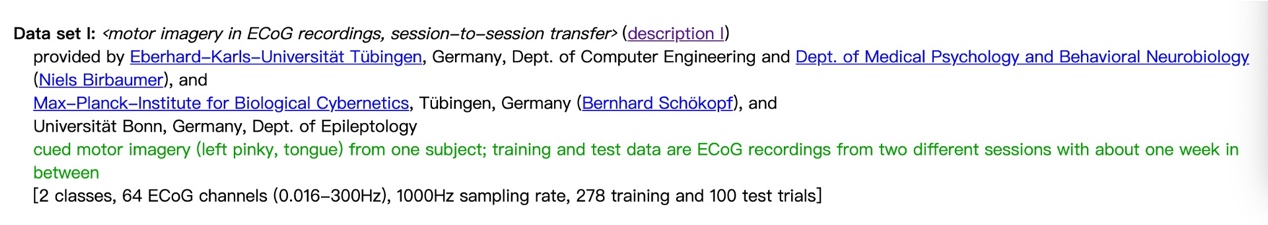 Data set I: <motor imagery in ECoG recordings, session-to-session transfer> (description I)
provided by Eberhard-Karls-Universität Tübingen, Germany, Dept. of Computer Engineering and Dept. of Medical Psychology and Behavioral Neurobiology
(Niels Birbaumer), and
Max-Planck-Institute for Biological Cybernetics, Tübingen, Germany (Bernhard Schökopf), and
Universität Bonn, Germany, Dept. of Epileptology
cued motor imagery (left pinky, tongue) from one subject; training and test data are ECoG recordings from two different sessions with about one week in
between
[2 classes, 64 ECoG channels (0.016-300Hz), 1000Hz sampling rate, 278 training and 100 test trials]